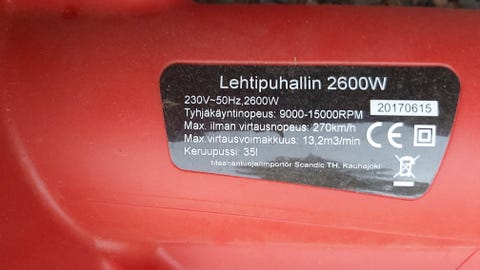 Lehtipuhallin 2600W
230V~50Hz,2600W
Tyhjäkäyntinopeus: 9000-15000RPM
20170615
Max. ilman virtausnopeus: 270km/h
Max.virtausvoimakkuus: 13,2m3/min
Keruupussi: 35l
CE
Maahantuoja/Importör Scandic TH, Kauhajoki